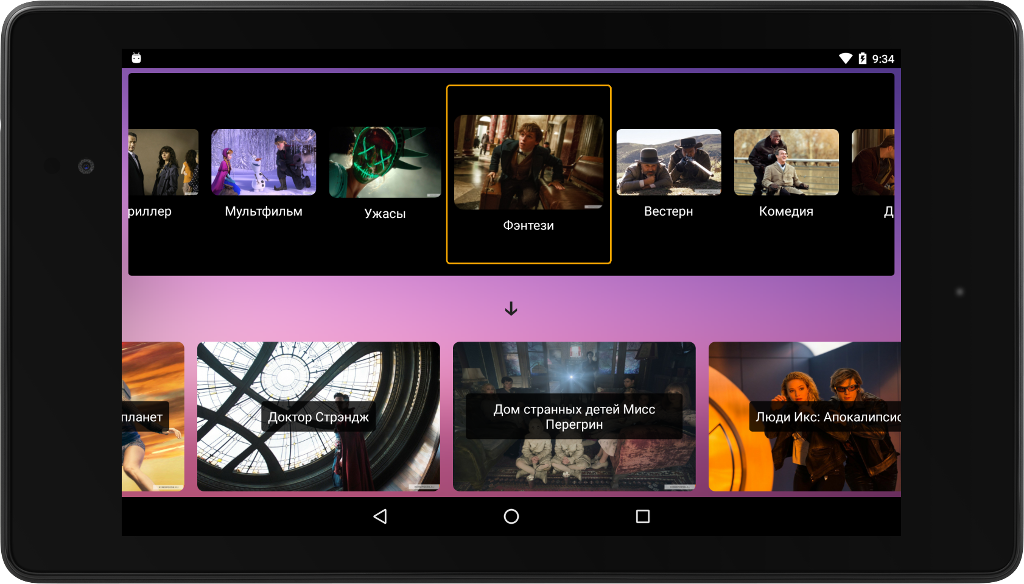 9:34
риллер
Мультфильм
Ужасы
Фэнтези
Вестерн
Комедия
Д
планет
Доктор Стрэндж
Дом странных детей Мисс
Перегрин
Люди Икс: Апокалипсис